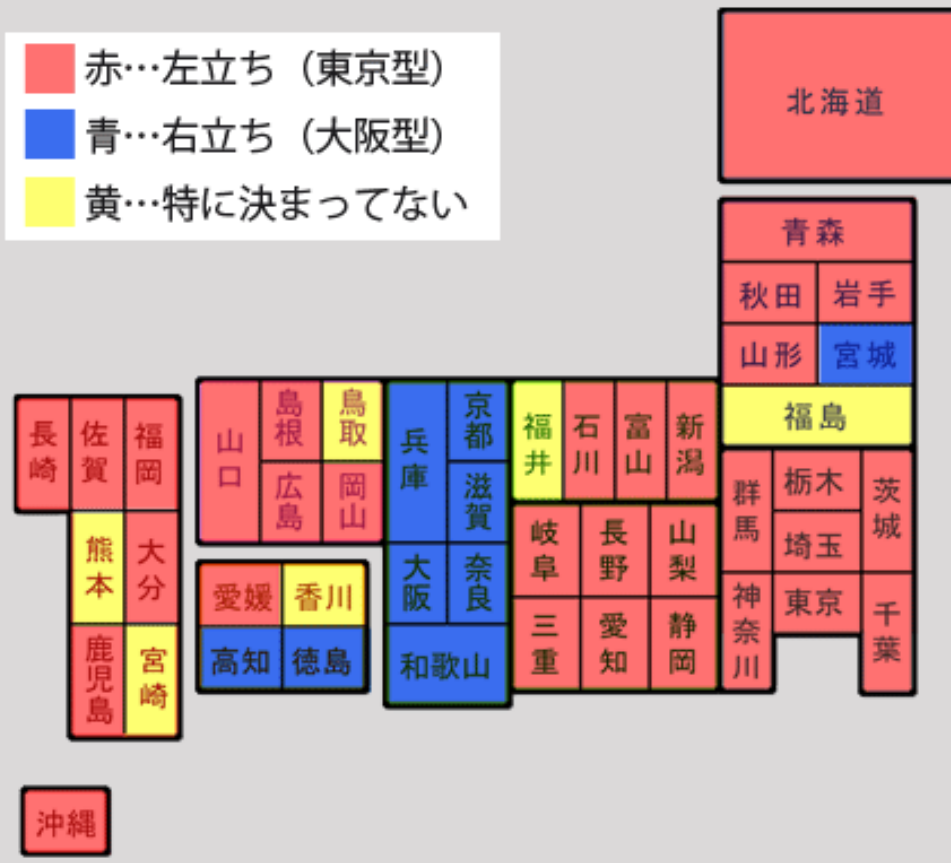 赤…左立ち（東京型）
青…右立ち（大阪型）
黄…特に決まってない
北海道
青森
秋田
岩手
山形
宮城
福島
群馬
栃木
茨城
埼玉
神奈川
東京
千葉
福井
石川
富山
新潟
岐阜
長野
山梨
三重
愛知
静岡
兵庫
京都
滋賀
大阪
奈良
和歌山
山口
島根
鳥取
広島
岡山
愛媛
香川
高知
徳島
長崎
佐賀
福岡
熊本
大分
鹿児島
宮崎
沖縄